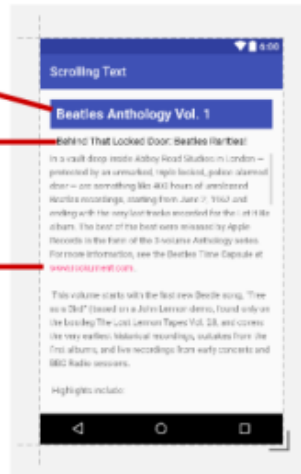 6:00
Scrolling Text
Beatles Anthology Vol. 1
Behind That Locked Door: Beatles Rarities!
In a vault deep inside Abbey Road Studios in London —
protected by an unmarked, triple-locked, police-alarmed
door — are something like 400 hours of unreleased
Beatles recordings, starting from June 2, 1962 and
ending with the very last tracks recorded for the Let It Be
album. The best of the best were released by Apple
Records in the form of the 3-volume Anthology series.
For more information, see the Beatles Time Capsule at
www.rockument.com.
This volume starts with the first new Beatle song, "Free
as a Bird" (based on a John Lennon demo, found only on
the bootleg The Lost Lennon Tapes Vol. 28, and covers
the very earliest historical recordings, outtakes from the
first albums, and live recordings from early concerts and
BBC Radio sessions.
Highlights include: